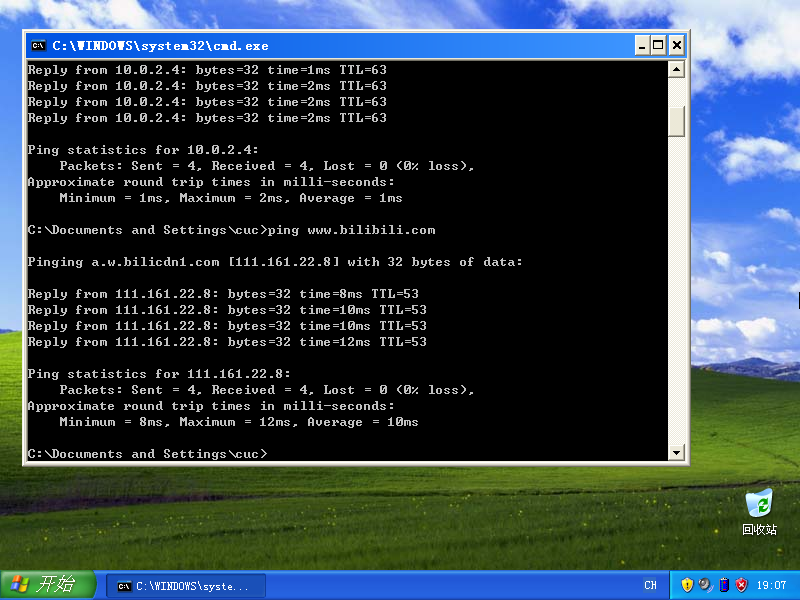 C:\WINDOWS\system32\cmd.exe
Reply from 10.0.2.4: bytes=32 time=1ms TTL=63
Reply from 10.0.2.4: bytes=32 time=2ms TTL=63
Reply from 10.0.2.4: bytes=32 time=2ms TTL=63
Reply from 10.0.2.4: bytes=32 time=2ms TTL=63
Ping statistics for 10.0.2.4:
Packets: Sent = 4, Received = 4, Lost = 0 (0% loss),
Approximate round trip times in milli-seconds:
Minimum = 1ms, Maximum = 2ms, Average = 1ms
C:\Documents and Settings\cuc>ping www.bilibili.com
Pinging a.w.bilicdn1.com [111.161.22.8] with 32 bytes of data:
Reply from 111.161.22.8: bytes=32 time=8ms TTL=53
Reply from 111.161.22.8: bytes=32 time=10ms TTL=53
Reply from 111.161.22.8: bytes=32 time=10ms TTL=53
Reply from 111.161.22.8: bytes=32 time=12ms TTL=53
Ping statistics for 111.161.22.8:
Packets: Sent = 4, Received = 4, Lost = 0 (0% loss),
Approximate round trip times in milli-seconds:
Minimum = 8ms, Maximum = 12ms, Average = 10ms
C:\Documents and Settings\cuc>
回收站
开始
C:\WINDOWS\syste...
CH
19:07